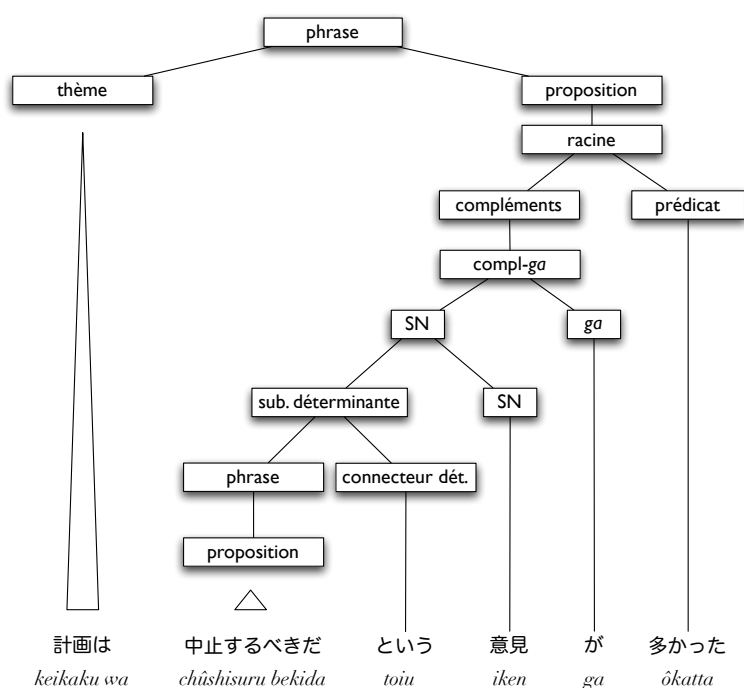 phrase
thème proposition
racine
compléments prédicat
compl-ga
SN ga
sub. déterminante SN
phrase connecteur dét.
proposition
計画は 中止するべきだ という 意見 が 多かった
keikaku wa chûshisuru bekida toiu iken ga ôkatta